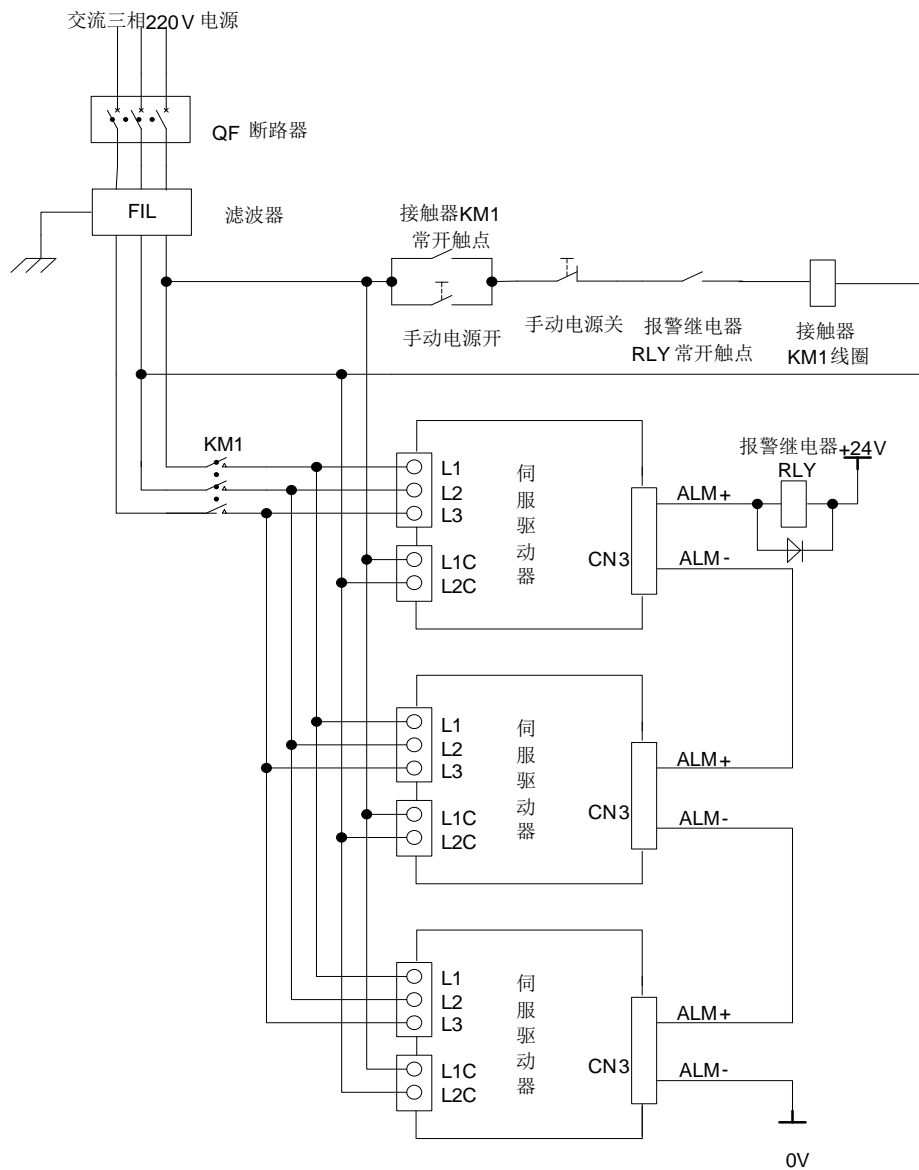 交流三相220V 电源
QF 断路器
FIL
滤波器
接触器KM1
常开触点
手动电源开
手动电源关
报警继电器
RLY 常开触点
接触器
KM1线圈
KM1
L1
L2
L3
L1C
L2C
伺
服
驱
动
器
CN3
ALM+
ALM-
报警继电器
RLY
+24V
L1
L2
L3
L1C
L2C
伺
服
驱
动
器
CN3
ALM+
ALM-
L1
L2
L3
L1C
L2C
伺
服
驱
动
器
CN3
ALM+
ALM-
0V